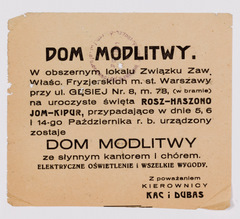 DOM MODLITWY.
W obszernym lokalu Związku Zaw.
Właśc. Fryzjerskich m. st. Warszawy
przy ul. GĘSIEJ Nr. 8, m. 78, (w bramie)
na uroczyste święta ROSZ-HASZONO
JOM-KIPUR, przypadające w dnie 5, 6
i 14-go Października r. b. urządzony
zostaje
DOM MODLITWY
ze słynnym kantorem i chórem.
ELEKTRYCZNE OŚWIETLENIE i WSZELKIE WYGODY.
Z poważaniem
KIEROWNICY
KAC i DUBAS